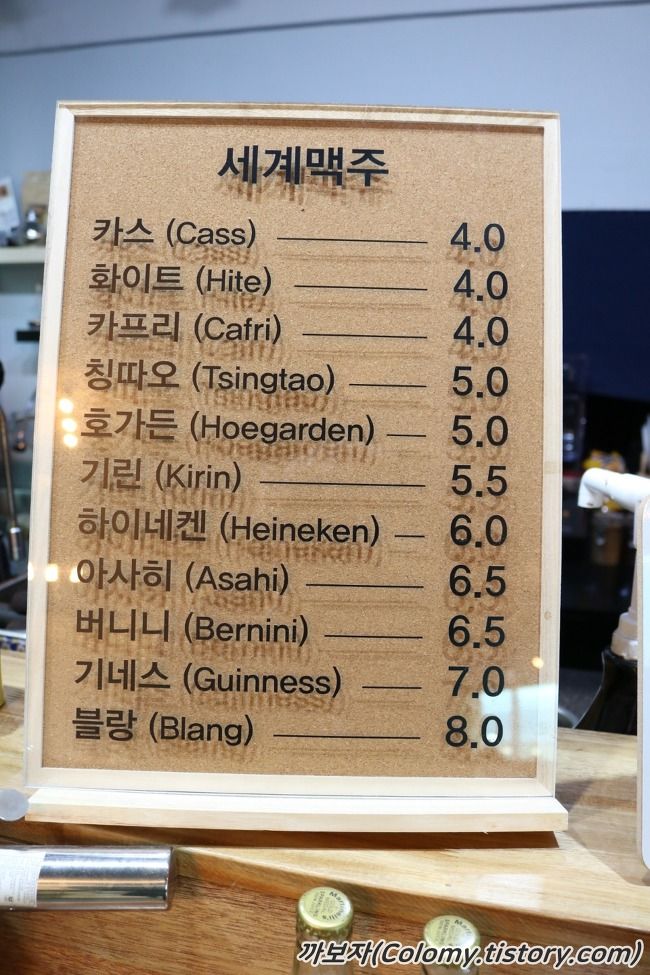 세계맥주
카스 (Cass) 4.0
화이트 (Hite) 4.0
카프리 (Cafri) 4.0
칭따오 (Tsingtao) 5.0
호가든 (Hoegarden) 5.0
기린 (Kirin) 5.5
하이네켄 (Heineken) 6.0
아사히 (Asahi) 6.5
버니니 (Bernini) 6.5
기네스 (Guinness) 7.0
블랑 (Blang) 8.0
까보자(Colomy.tistory.com)